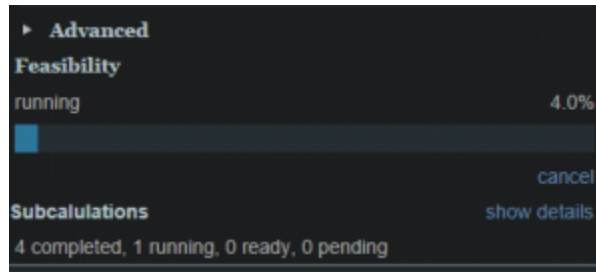 Advanced
Feasibility
running 4.0%
cancel
Subcalulations show details
4 completed, 1 running, 0 ready, 0 pending